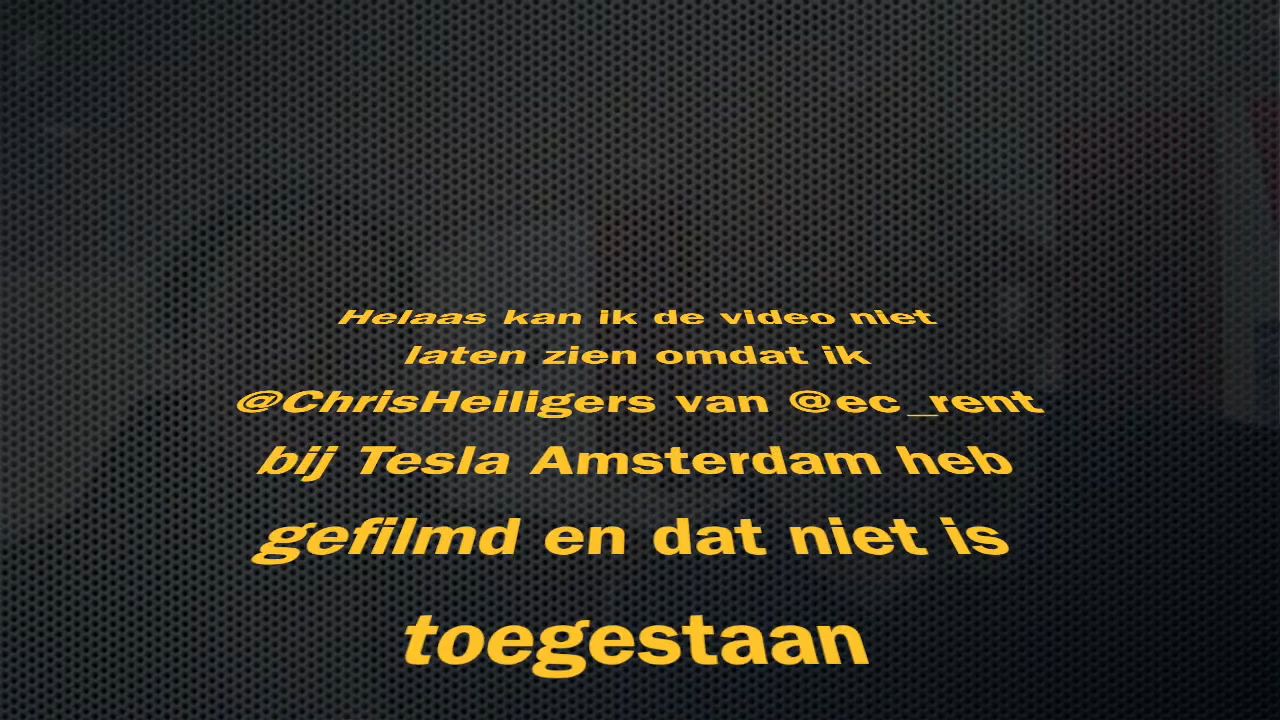 Helaas kan ik de video niet
laten zien omdat ik
@ChrisHeiligers van @ec_rent
bij Tesla Amsterdam heb
gefilmd en dat niet is
toegestaan